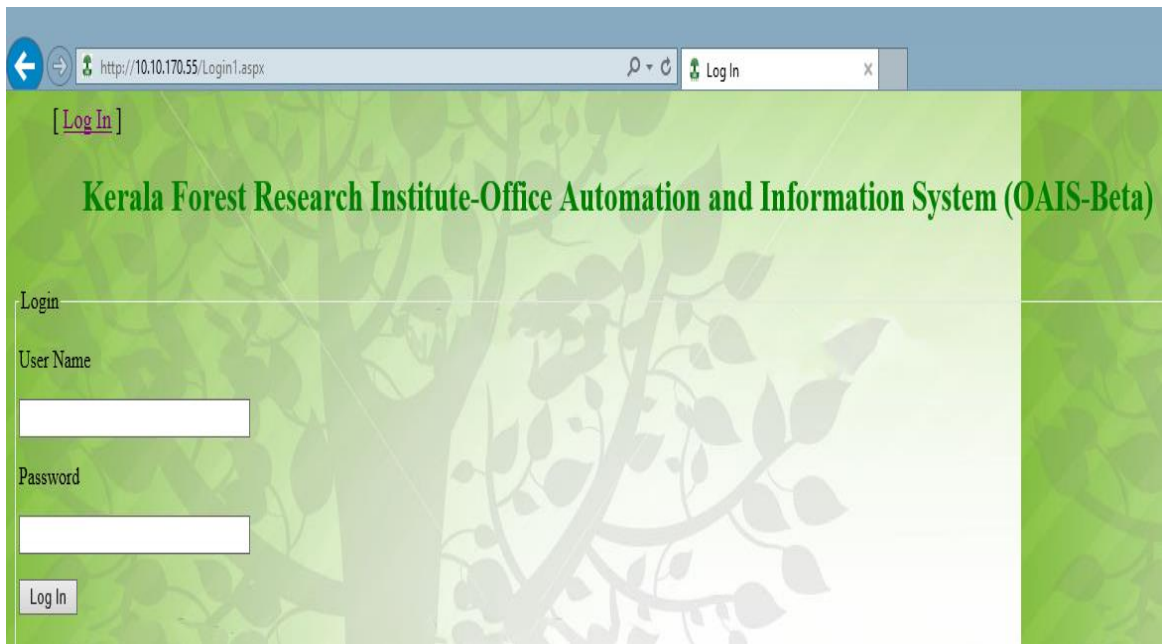 http://10.10.170.55/Login1.aspx
Log In
[ Log In ]
Kerala Forest Research Institute-Office Automation and Information System (OAIS-Beta)
Login
User Name
Password
Log In